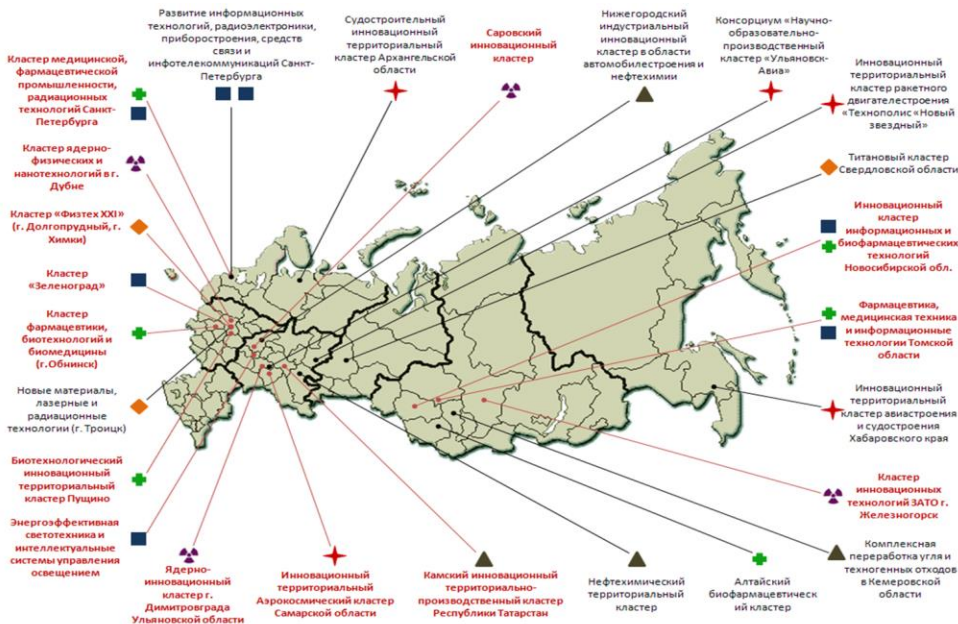 Развитие информационных
технологий, радиоэлектроники,
приборостроения, средств
связи и
инфотелекоммуникаций Санкт-
Петербурга
Судостроительный
инновационный
территориальный
кластер Архангельской
области
Саровский
инновационный
кластер
Нижегородский
индустриальный
инновационный
кластер в области
автомобилестроения и
нефтехимии
Консорциум «Научно-
образовательно-
производственный
кластер «Ульяновск-
Авиа»
Инновационный
территориальный
кластер ракетного
двигателестроения
«Технополис «Новый
звездный»
Титановый кластер
Свердловской области
Инновационный
кластер
информационных и
биофармацевтических
технологий
Новосибирской обл.
Фармацевтика,
медицинская техника
и информационные
технологии Томской
области
Инновационный
территориальный
кластер авиастроения
и судостроения
Хабаровского края
Кластер
инновационных
технологий ЗАТО г.
Железногорск
Комплексная
переработка угля и
техногенных отходов
в Кемеровской
области
Кластер медицинской,
фармацевтической
промышленности,
радиационных
технологий Санкт-
Петербурга
Кластер ядерно-
физических и
нанотехнологий в г.
Дубне
Кластер «Физтех XXI»
(г. Долгопрудный, г.
Химки)
Кластер
«Зеленоград»
Кластер
фармацевтики,
биотехнологий и
биомедицины
(г.Обнинск)
Новые материалы,
лазерные и
радиационные
технологии (г. Троицк)
Биотехнологический
инновационный
территориальный
кластер Пущино
Энергоэффективная
светотехника и
интеллектуальные
системы управления
освещением
Ядерно-
инновационный
кластер г.
Димитровграда
Ульяновской области
Инновационный
территориальный
Аэрокосмический кластер
Самарской области
Камский инновационный
территориально-
производственный кластер
Республики Татарстан
Нефтехимический
территориальный
кластер
Алтайский
биофармацевтичес
кий кластер